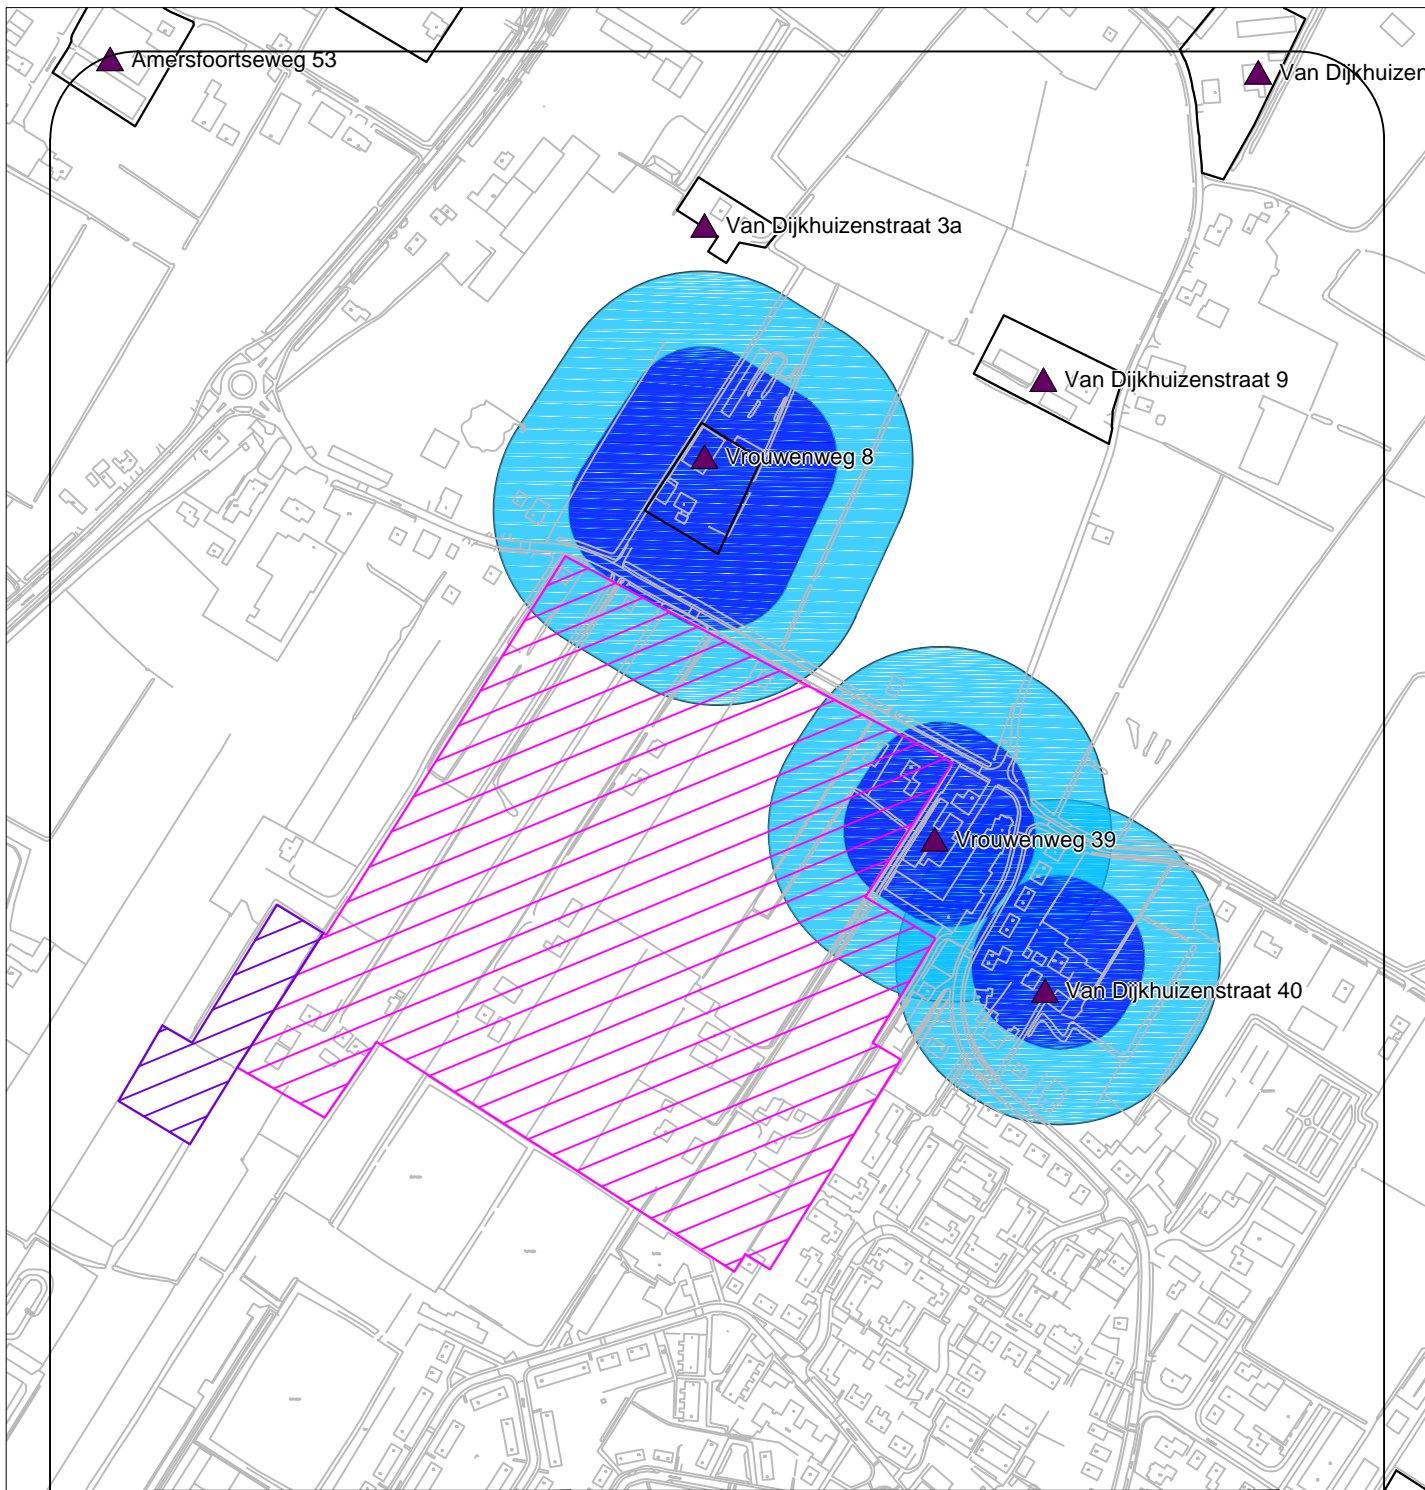 Amersfoortseweg 53
Van Dijkhuizen
Van Dijkhuizenstraat 3a
Van Dijkhuizenstraat 9
Vrouwenweg 8
Vrouwenweg 39
Van Dijkhuizenstraat 40